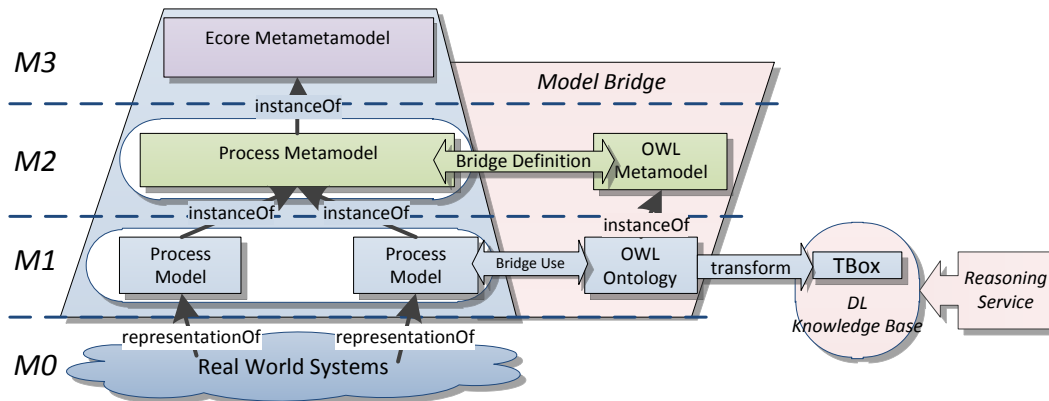 Ecore Metametamodel
M3
Model Bridge
instanceOf
M2
Process Metamodel
Bridge Definition
OWL
Metamodel
instanceOf
instanceOf
instanceOf
M1
Process
Model
Process
Model
Bridge Use
OWL
Ontology
transform
TBox
DL
Knowledge Base
Reasoning
Service
representationOf
representationOf
M0
Real World Systems